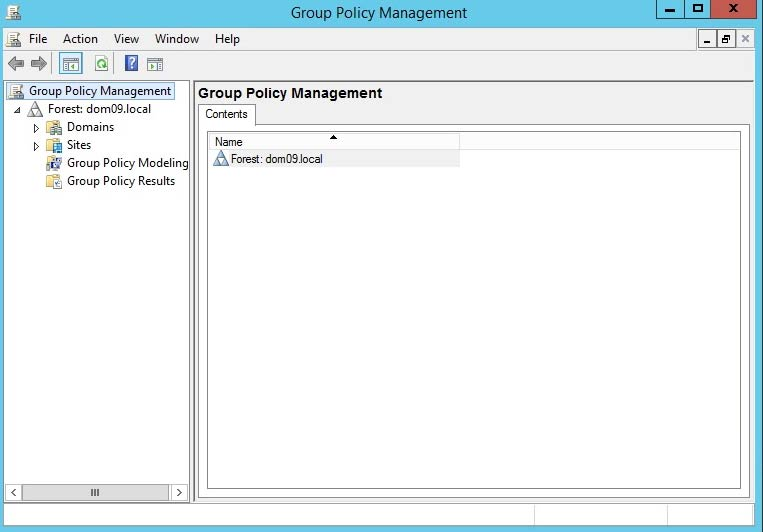 Group Policy Management
File Action View Window Help
Group Policy Management
Forest: dom09.local
Domains
Sites
Group Policy Modeling
Group Policy Results
Group Policy Management
Contents
Name
Forest: dom09.local